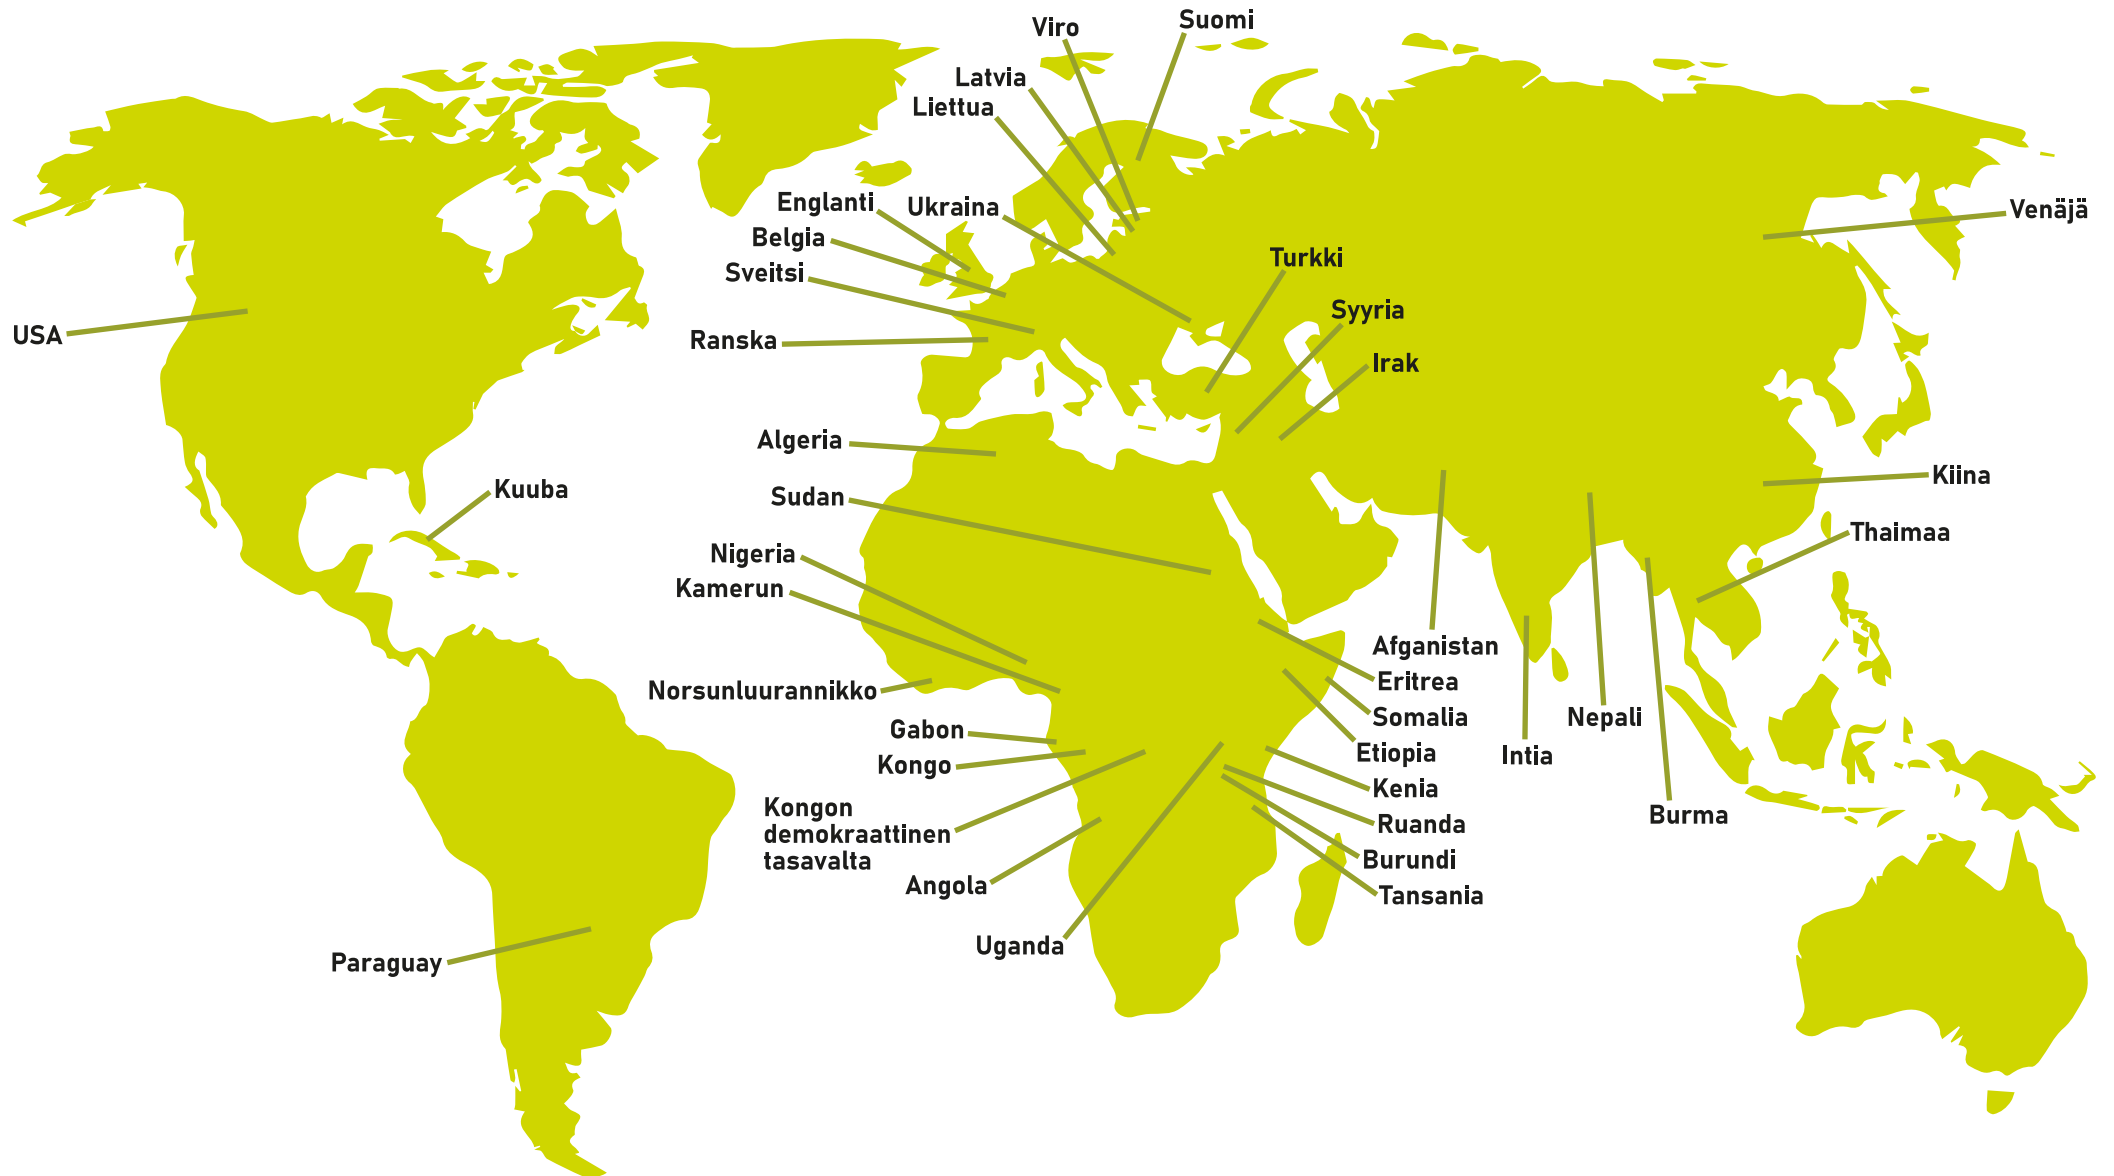 Viro
Suomi
Latvia
Liettua
Englanti
Ukraina
Venäjä
Belgia
Turkki
Sveitsi
Syyria
USA
Ranska
Irak
Algeria
Kuuba
Kiina
Sudan
Thaimaa
Nigeria
Kamerun
Afganistan
Eritrea
Norsunluurannikko
Somalia
Nepali
Gabon
Etiopia
Intia
Kongo
Kenia
Kongon
demokraattinen
tasavalta
Burma
Ruanda
Burundi
Angola
Tansania
Uganda
Paraguay